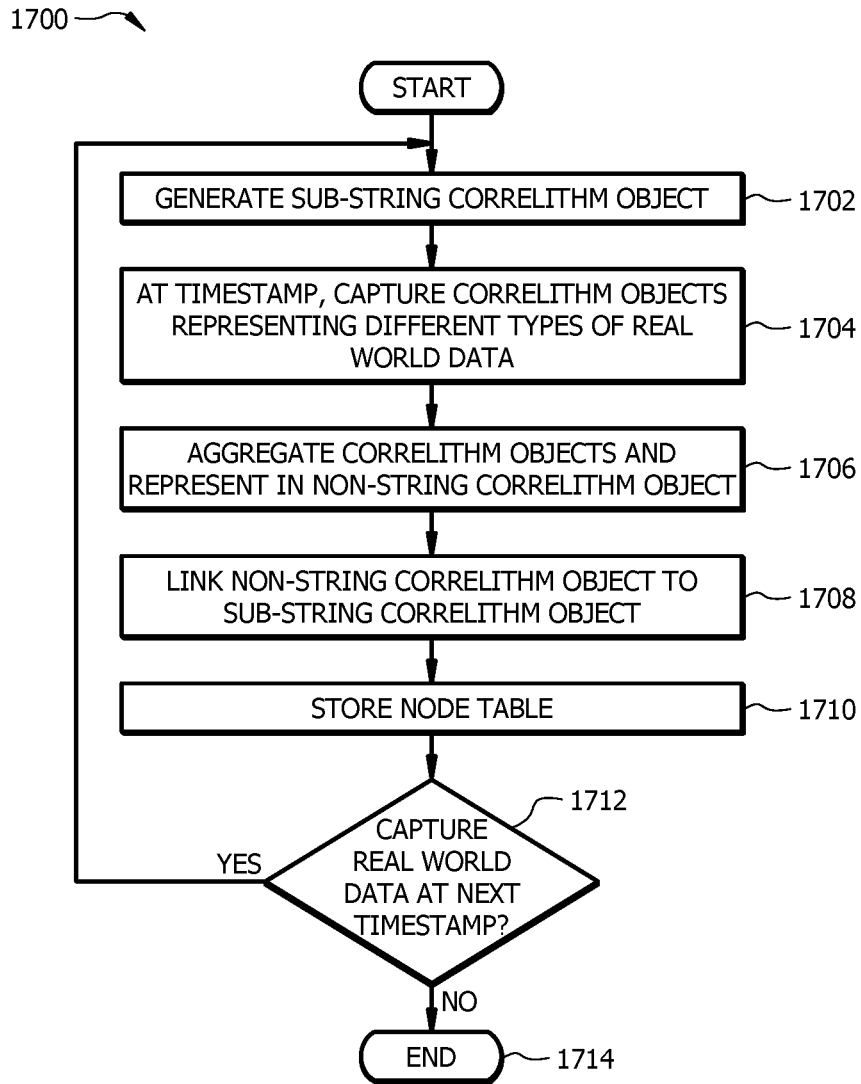 1700
START
GENERATE SUB-STRING CORRELITHM OBJECT
1702
AT TIMESTAMP, CAPTURE CORRELITHM OBJECTS
REPRESENTING DIFFERENT TYPES OF REAL
WORLD DATA
1704
AGGREGATE CORRELITHM OBJECTS AND
REPRESENT IN NON-STRING CORRELITHM OBJECT
1706
LINK NON-STRING CORRELITHM OBJECT TO
SUB-STRING CORRELITHM OBJECT
1708
STORE NODE TABLE
1710
1712
CAPTURE
REAL WORLD
DATA AT NEXT
TIMESTAMP?
YES
NO
END
1714